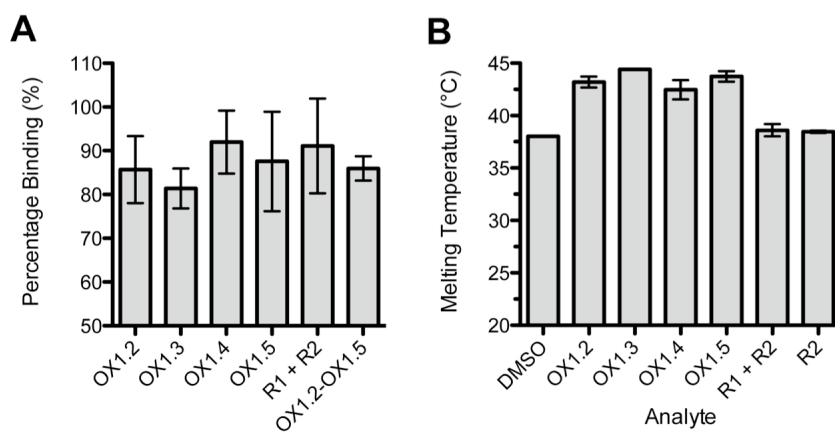 A
Percentage Binding (%)
110
100
90
80
70
60
50
OX1.2
OX1.3
OX1.4
OX1.5
R1 + R2
OX1.2-OX1.5
B
Melting Temperature (°C)
45
40
35
30
25
20
DMSO
OX1.2
OX1.3
OX1.4
OX1.5
R1 + R2
R2
Analyte